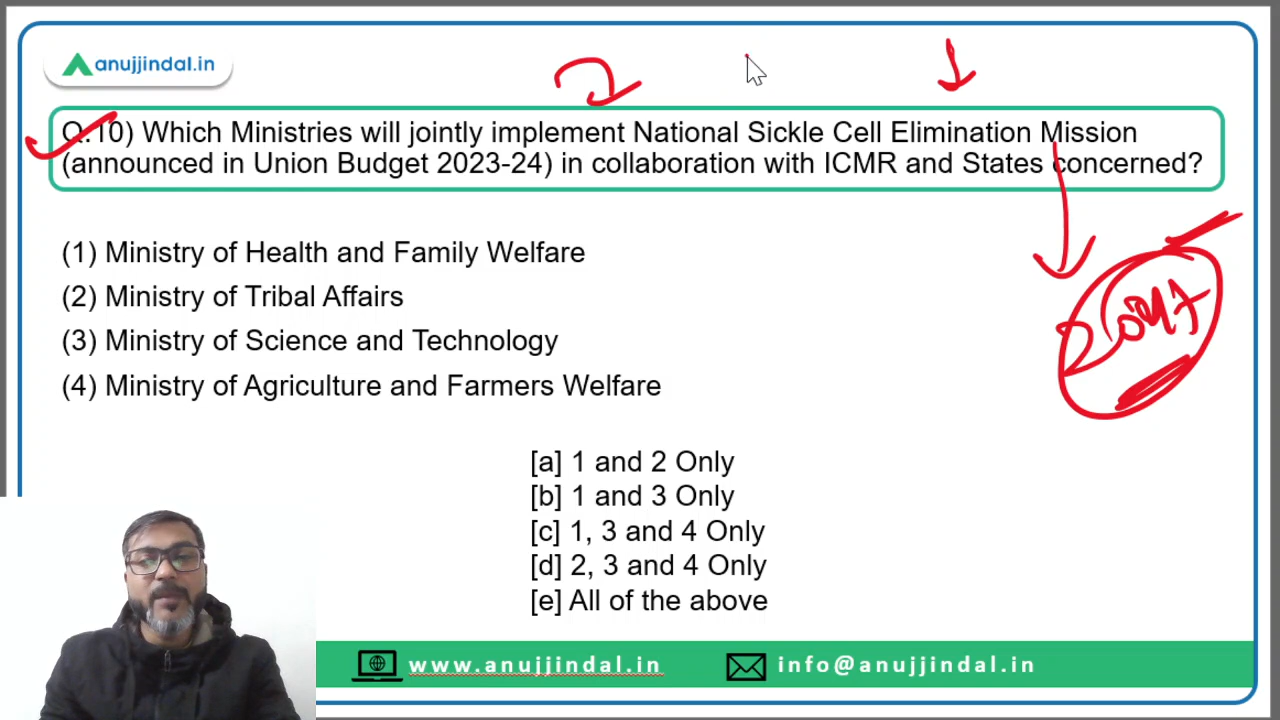 anujjindal.in
Q.10) Which Ministries will jointly implement National Sickle Cell Elimination Mission
(announced in Union Budget 2023-24) in collaboration with ICMR and States concerned?
(1) Ministry of Health and Family Welfare
(2) Ministry of Tribal Affairs
2047
(3) Ministry of Science and Technology
(4) Ministry of Agriculture and Farmers Welfare
[a] 1 and 2 Only
[b] 1 and 3 Only
[c] 1, 3 and 4 Only
[d] 2, 3 and 4 Only
[e] All of the above
www.anujjindal.in
info@anujjindal.in